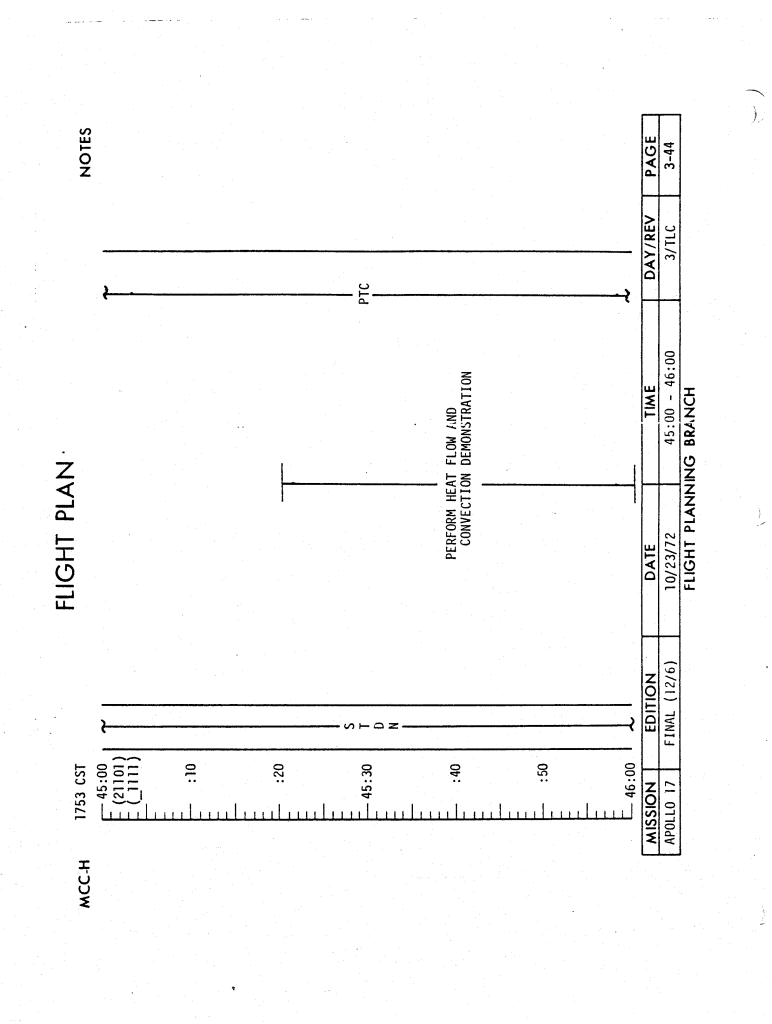 FLIGHT PLAN
MCC-H
1753 CST
NOTES
45:00
(21101)
(_1111)
:10
:20
45:30
:40
:50
46:00
S
T
D
N
PERFORM HEAT FLOW AND
CONVECTION DEMONSTRATION
PTC
MISSION EDITION DATE TIME DAY/REV PAGE
APOLLO 17 FINAL (12/6) 10/23/72 45:00 - 46:00 3/TLC 3-44
FLIGHT PLANNING BRANCH